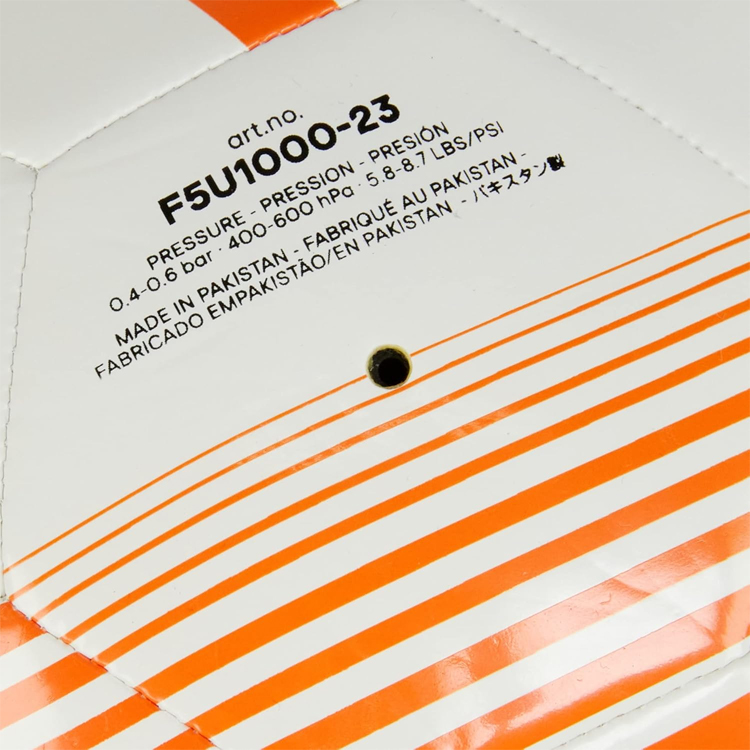 art.no.
F5U1000-23
PRESSURE - PRESSION - PRESIÓN
0.4-0.6 bar · 400-600 hPa · 5.8-8.7 LBS/PSI
MADE IN PAKISTAN - FABRIQUÉ AU PAKISTAN -
FABRICADO EMPAKISTÃO/EN PAKISTAN - パキスタン製